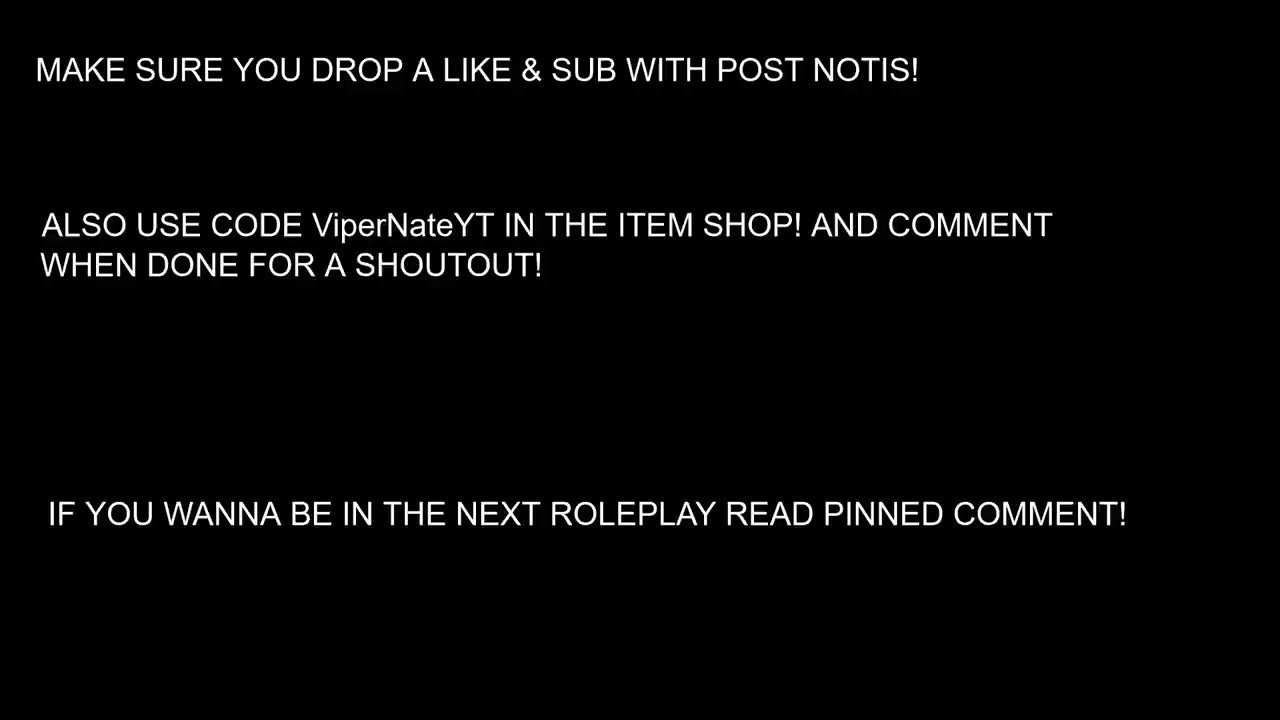 MAKE SURE YOU DROP A LIKE & SUB WITH POST NOTIS!
ALSO USE CODE ViperNateYT IN THE ITEM SHOP! AND COMMENT
WHEN DONE FOR A SHOUTOUT!
IF YOU WANNA BE IN THE NEXT ROLEPLAY READ PINNED COMMENT!